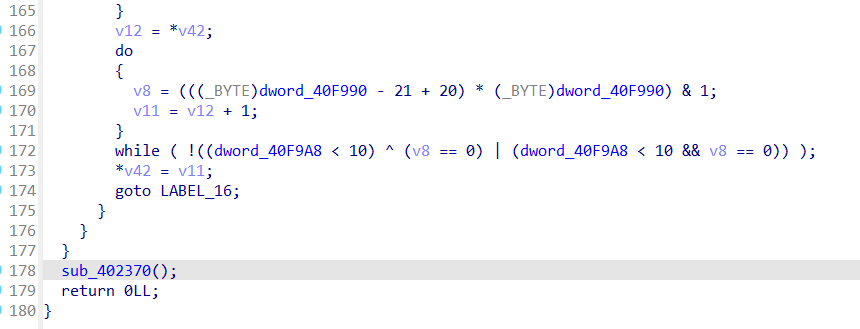 165 }
166 v12 = *v42;
167 do
168 {
169 v8 = (((_BYTE)dword_40F990 - 21 + 20) * (_BYTE)dword_40F990) & 1;
170 v11 = v12 + 1;
171 }
172 while ( !((dword_40F9A8 < 10) ^ (v8 == 0) | (dword_40F9A8 < 10 && v8 == 0)) );
173 *v42 = v11;
174 goto LABEL_16;
175 }
176 }
177 }
178 sub_402370();
179 return 0LL;
180 }